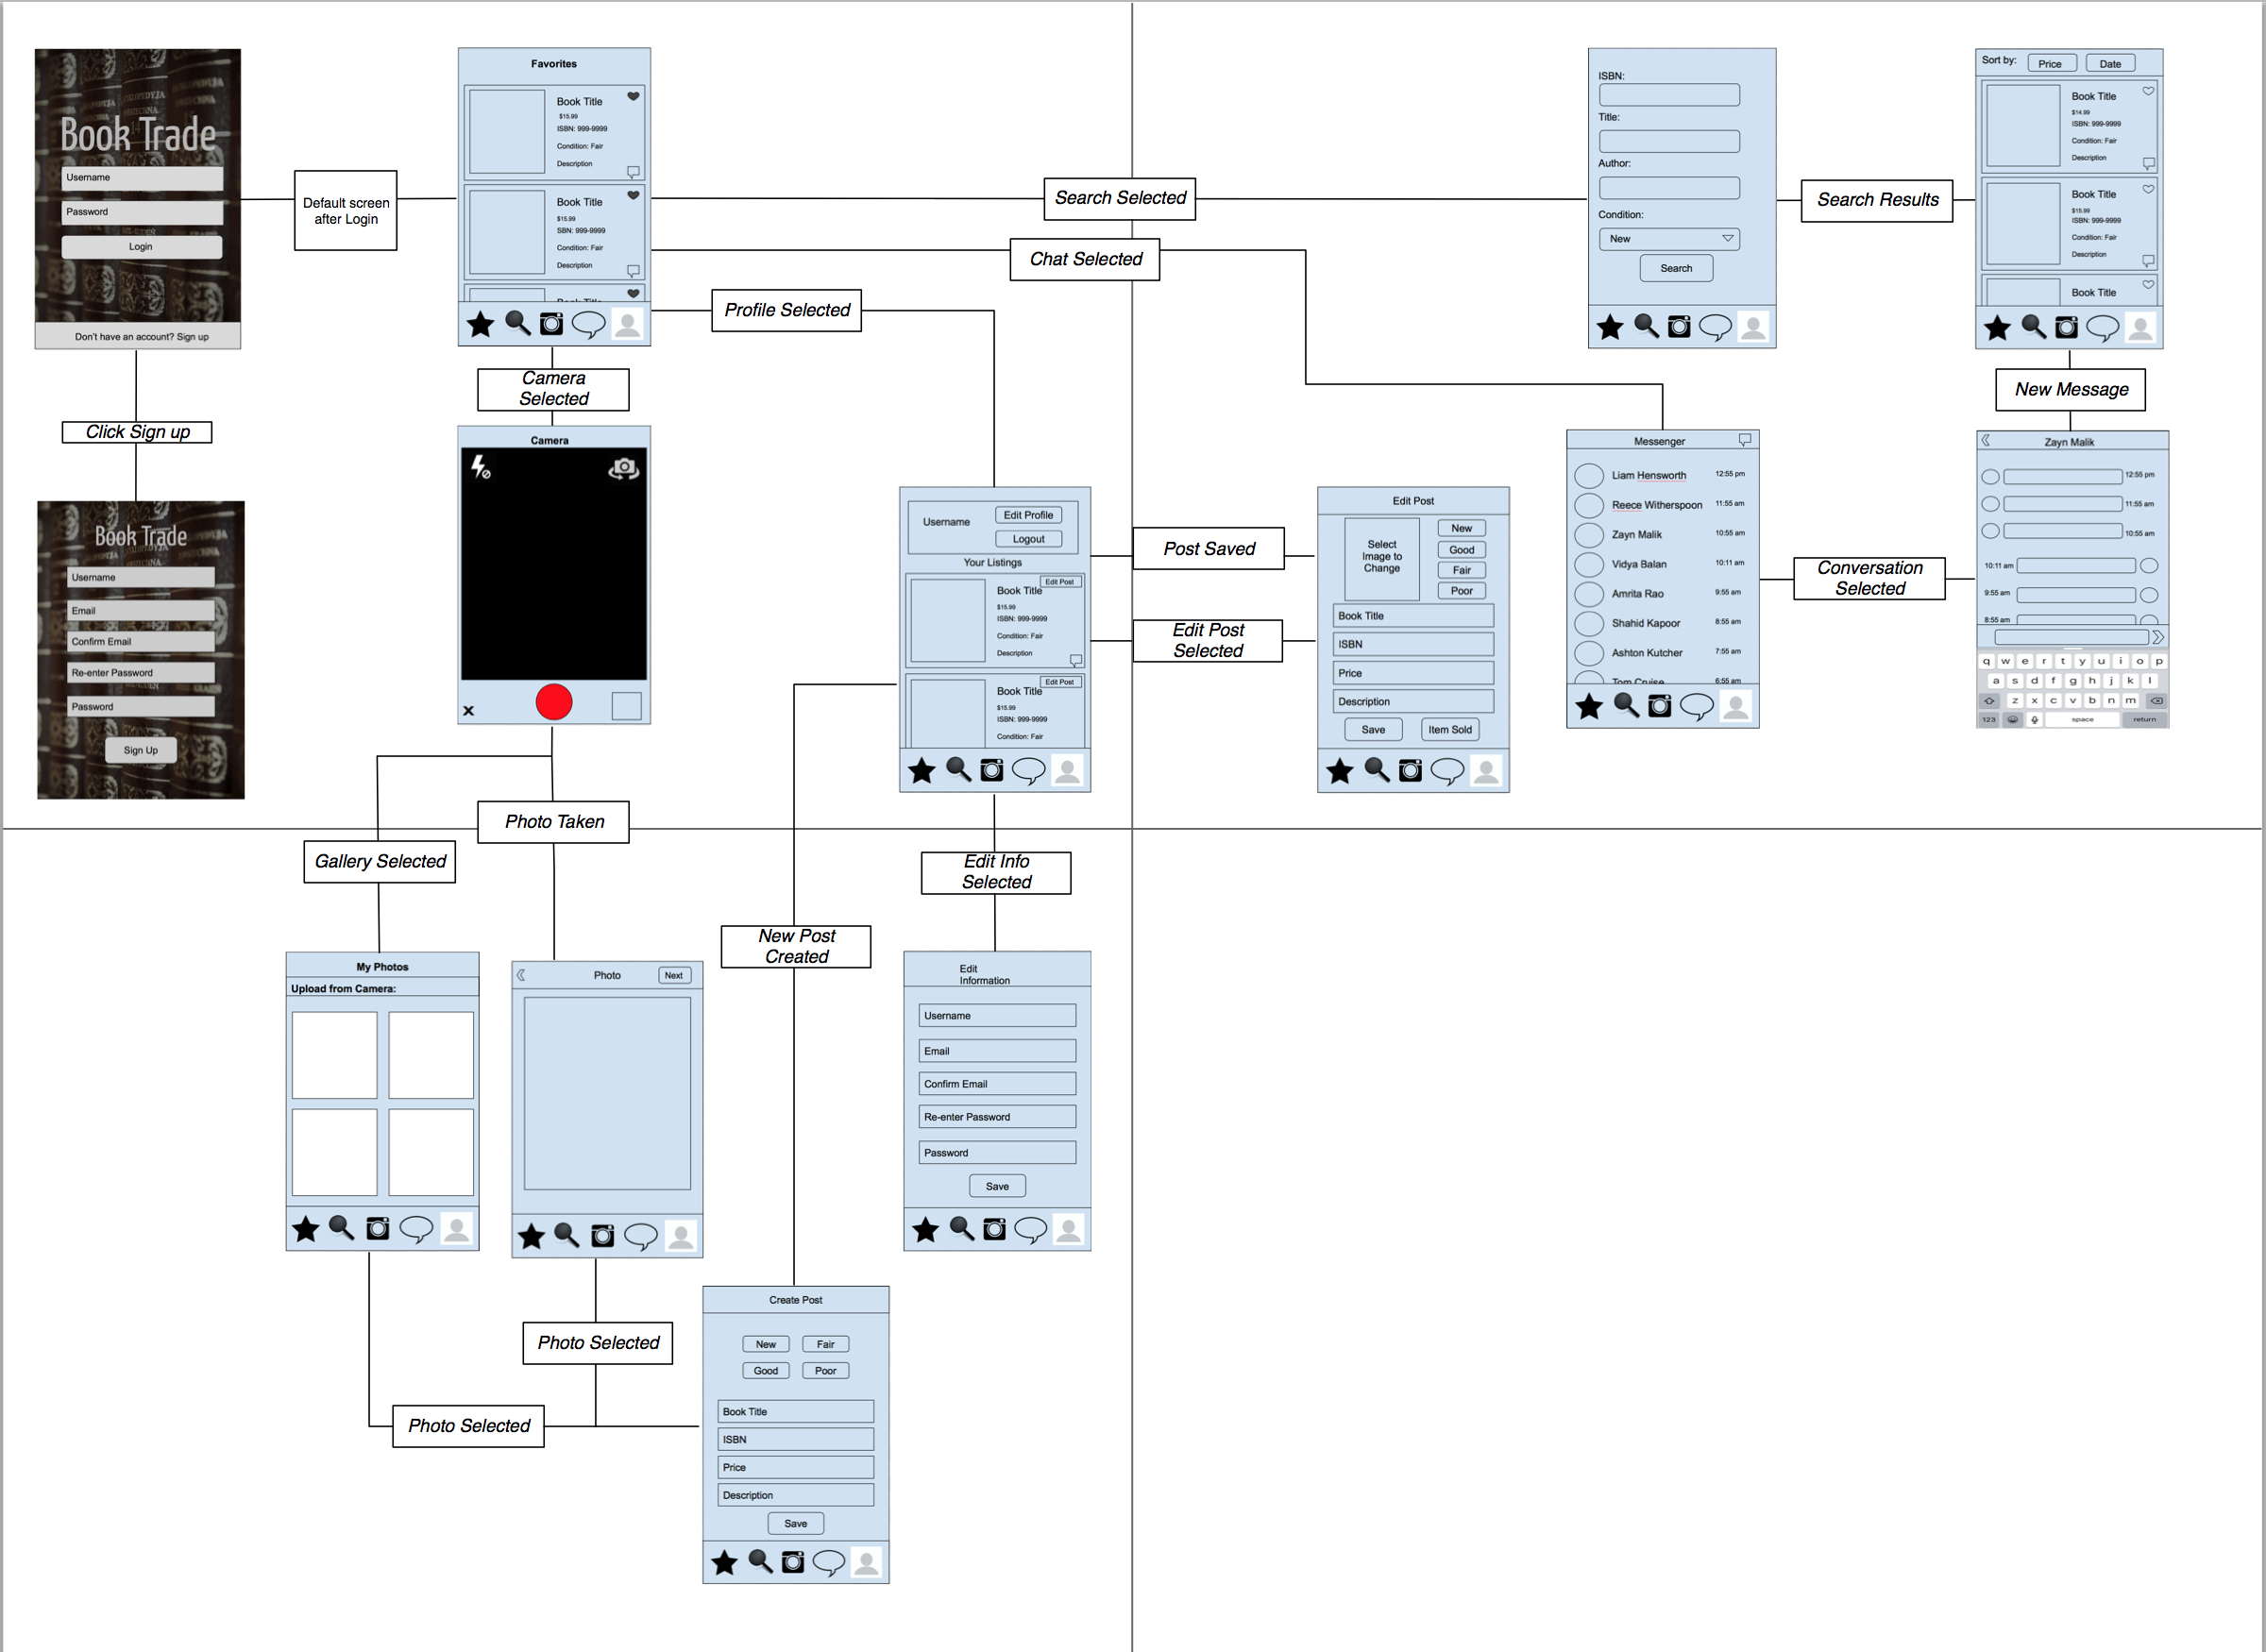 Book Trade
Username
Password
Login
Don't have an account? Sign up
Default screen
after Login
Favorites
Book Title
$15.99
ISBN: 999-9999
Condition: Fair
Description
Book Title
$15.99
SBN: 999-9999
Condition: Fair
Description
Book Title
Search Selected
Chat Selected
Profile Selected
ISBN:
Title:
Author:
Condition:
New
Search
Search Results
Sort by:
Price
Date
Book Title
$14.99
ISBN: 999-9999
Condition: Fair
Description
Book Title
$15.99
ISBN: 999-9999
Condition: Fair
Description
Book Title
Click Sign up
Camera
Selected
New Message
Book Trade
Username
Email
Confirm Email
Re-enter Password
Password
Sign Up
Camera
x
Username
Edit Profile
Logout
Your Listings
Edit Post
Book Title
$15.99
ISBN: 999-9999
Condition: Fair
Description
Edit Post
Book Title
$15.99
ISBN: 999-9999
Condition: Fair
Post Saved
Edit Post
Selected
Edit Post
Select
Image to
Change
New
Good
Fair
Poor
Book Title
ISBN
Price
Description
Save
Item Sold
Messenger
Liam Hensworth 12:55 pm
Reece Witherspoon 11:55 am
Zayn Malik 10:55 am
Vidya Balan 10:11 am
Amrita Rao 9:55 am
Shahid Kapoor 8:55 am
Ashton Kutcher 7:55 am
Tom Cruise 6:55 am
Conversation
Selected
Zayn Malik
12:55 pm
11:55 am
10:55 am
10:11 am
9:55 am
8:55 am
q w e r t y u i o p
a s d f g h j k l
z x c v b n m
123 space return
Photo Taken
Gallery Selected
Edit Info
Selected
New Post
Created
My Photos
Upload from Camera:
Photo
Next
Edit
Information
Username
Email
Confirm Email
Re-enter Password
Password
Save
Photo Selected
Photo Selected
Create Post
New
Fair
Good
Poor
Book Title
ISBN
Price
Description
Save